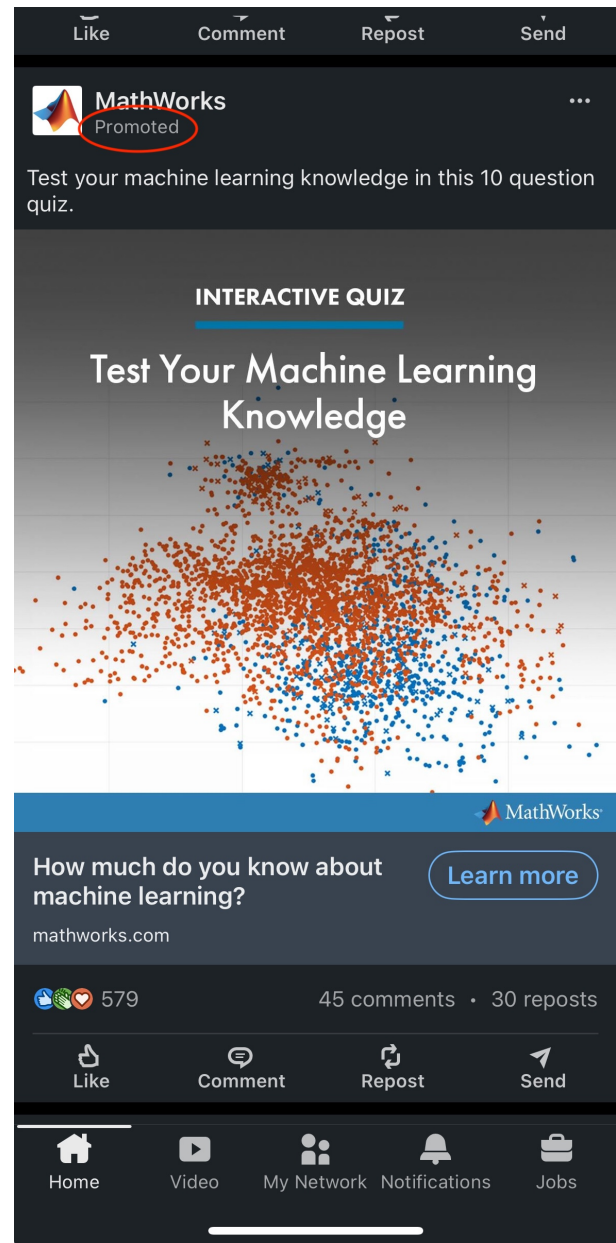 Like Comment Repost Send
MathWorks
Promoted
Test your machine learning knowledge in this 10 question
quiz.
INTERACTIVE QUIZ
Test Your Machine Learning
Knowledge
MathWorks
How much do you know about
machine learning?
Learn more
mathworks.com
579 45 comments • 30 reposts
Like Comment Repost Send
Home Video My Network Notifications Jobs